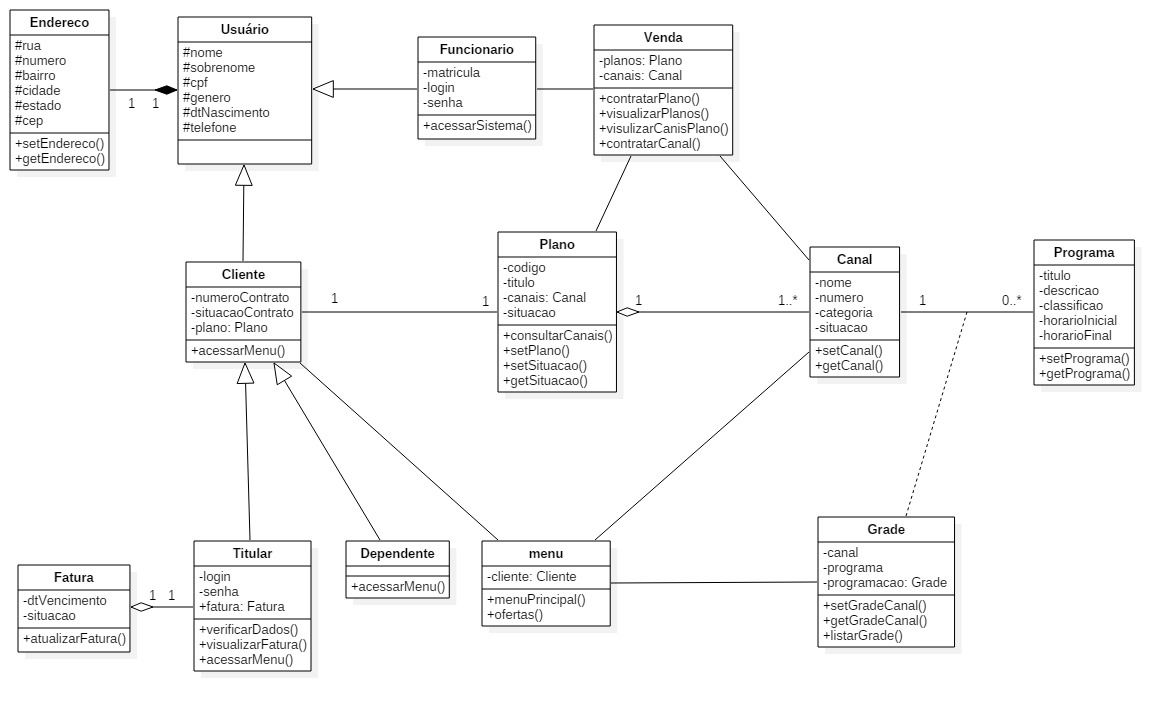 Endereco
#rua
#numero
#bairro
#cidade
#estado
#cep
+setEndereco()
+getEndereco()
1
1
Usuário
#nome
#sobrenome
#cpf
#genero
#dtNascimento
#telefone
Funcionario
-matricula
-login
-senha
+acessarSistema()
Venda
-planos: Plano
-canais: Canal
+contratarPlano()
+visualizarPlanos()
+visulizarCanisPlano()
+contratarCanal()
Cliente
-numeroContrato
-situacaoContrato
-plano: Plano
+acessarMenu()
1
1
Plano
-codigo
-titulo
-canais: Canal
-situacao
+consultarCanais()
+setPlano()
+setSituacao()
+getSituacao()
1
1..*
Canal
-nome
-numero
-categoria
-situacao
+setCanal()
+getCanal()
1
0..*
Programa
-titulo
-descricao
-classificao
-horarioInicial
-horarioFinal
+setPrograma()
+getPrograma()
Fatura
-dtVencimento
-situacao
+atualizarFatura()
1
1
Titular
-login
-senha
+fatura: Fatura
+verificarDados()
+visualizarFatura()
+acessarMenu()
Dependente
+acessarMenu()
menu
-cliente: Cliente
+menuPrincipal()
+ofertas()
Grade
-canal
-programa
-programacao: Grade
+setGradeCanal()
+getGradeCanal()
+listarGrade()